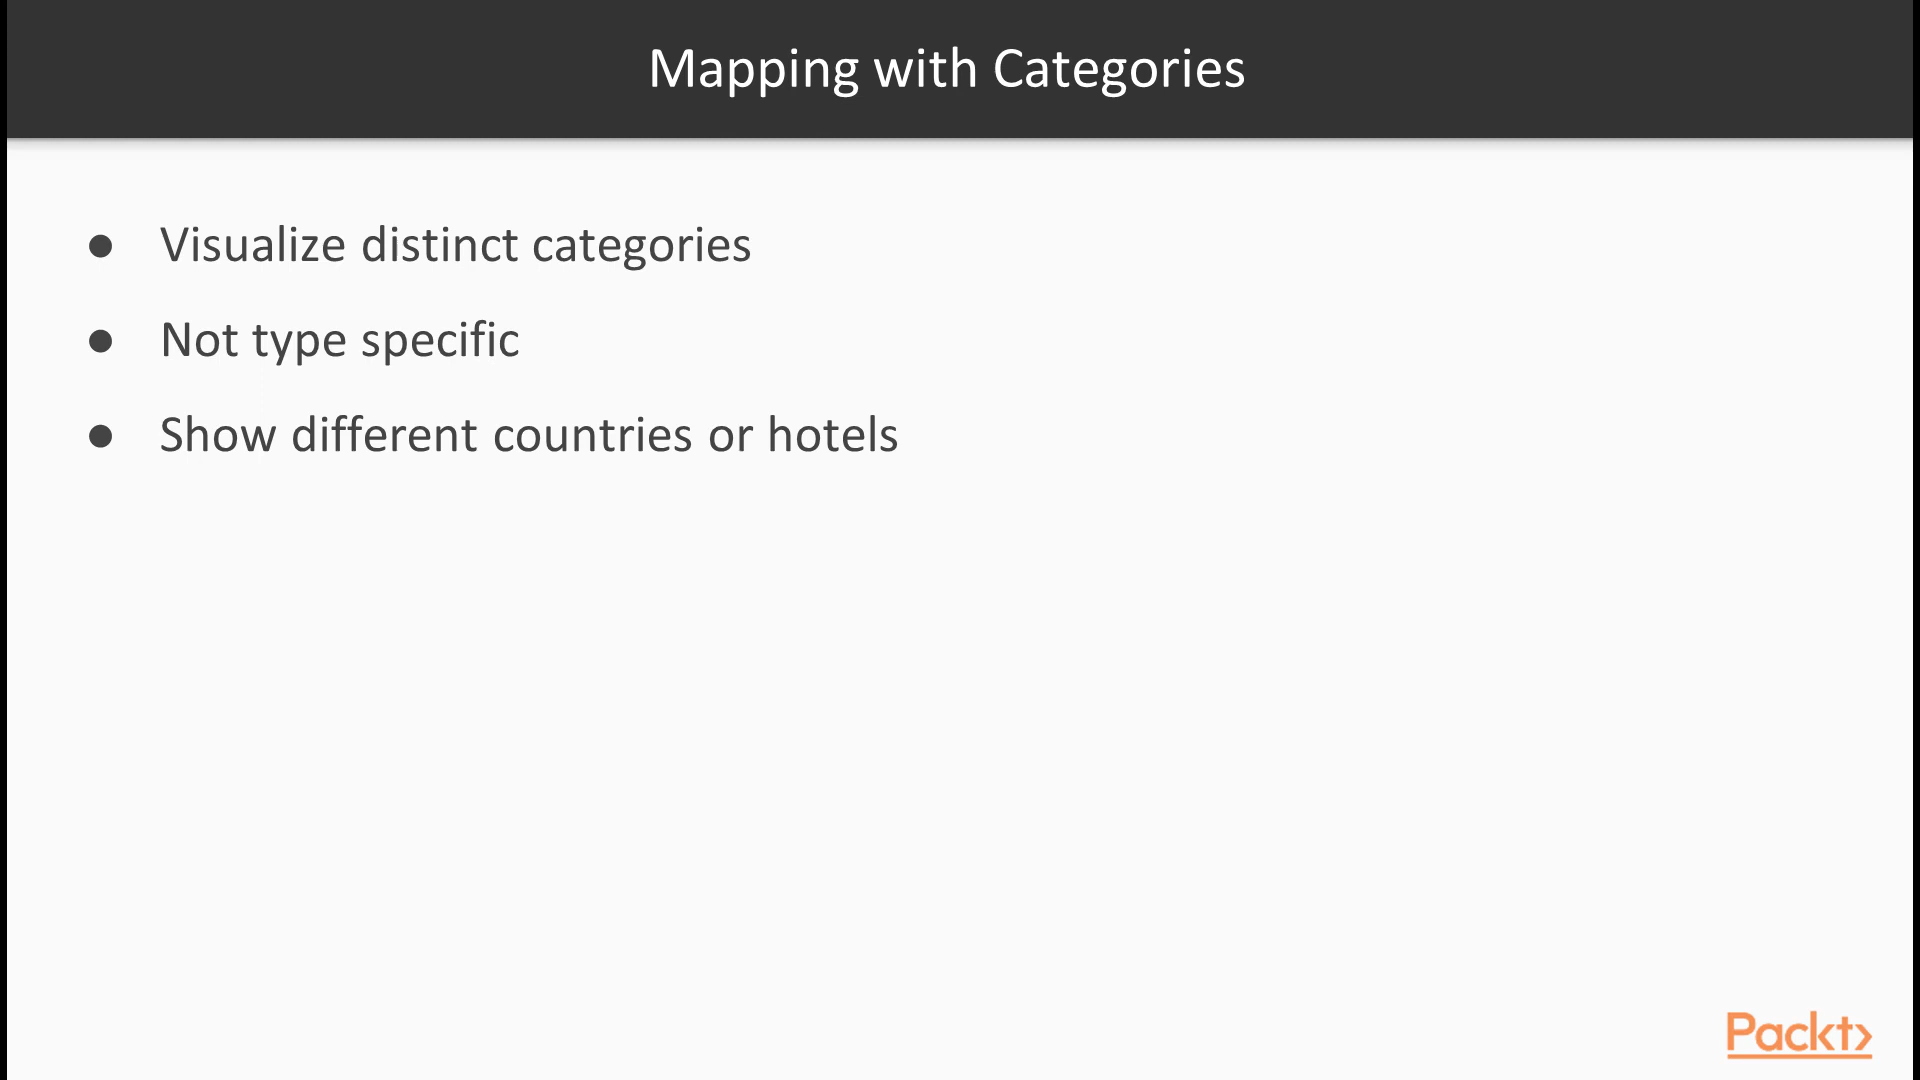 Mapping with Categories
● Visualize distinct categories
● Not type specific
● Show different countries or hotels
Packt>